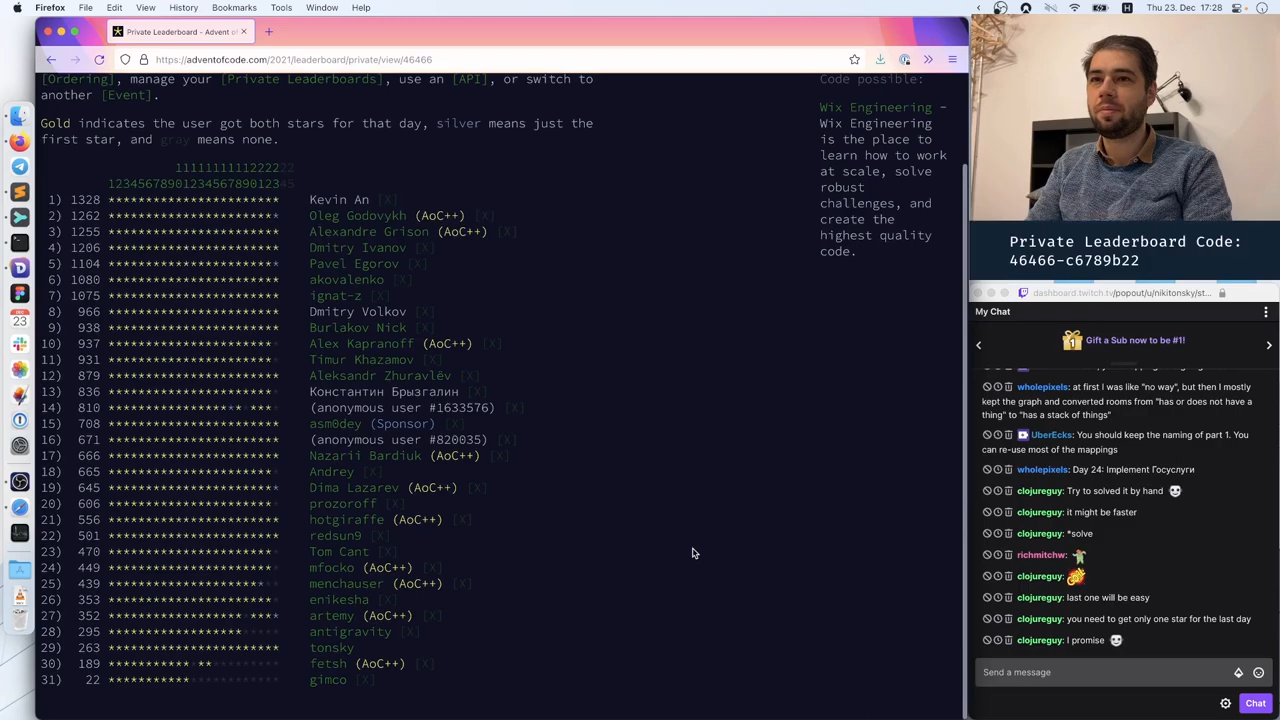 Firefox File Edit View History Bookmarks Tools Window Help
Thu 23. Dec 17:28
Private Leaderboard - Advent of
https://adventofcode.com/2021/leaderboard/private/view/46466
[Ordering], manage your [Private Leaderboards], use an [API], or switch to
another [Event].
Gold indicates the user got both stars for that day, silver means just the
first star, and gray means none.
1111111111222222
1234567890123456789012345
1) 1328 *********************** Kevin An [X]
2) 1262 *********************** Oleg Godovykh (AoC++) [X]
3) 1255 *********************** Alexandre Grison (AoC++) [X]
4) 1206 *********************** Dmitry Ivanov [X]
5) 1104 *********************** Pavel Egorov [X]
6) 1080 *********************** akovalenko [X]
7) 1075 *********************** ignat-z [X]
8) 966 *********************** Dmitry Volkov [X]
9) 938 *********************** Burlakov Nick [X]
10) 937 *********************** Alex Kapranoff (AoC++) [X]
11) 931 *********************** Timur Khazamov [X]
12) 879 *********************** Aleksandr Zhuravlëv [X]
13) 836 *********************** Константин Брызгалин [X]
14) 810 *********************** (anonymous user #1633576) [X]
15) 708 *********************** asm0dey (Sponsor) [X]
16) 671 *********************** (anonymous user #820035) [X]
17) 666 *********************** Nazarii Bardiuk (AoC++) [X]
18) 665 *********************** Andrey [X]
19) 645 *********************** Dima Lazarev (AoC++) [X]
20) 606 *********************** prozoroff [X]
21) 556 *********************** hotgiraffe (AoC++) [X]
22) 501 *********************** redsun9 [X]
23) 470 *********************** Tom Cant [X]
24) 449 *********************** mfocko (AoC++) [X]
25) 439 *********************** menchauser (AoC++) [X]
26) 353 *********************** enikesha [X]
27) 352 *********************** artemy (AoC++) [X]
28) 295 *********************** antigravity [X]
29) 263 *********************** tonsky
30) 189 *********************** fetsh (AoC++) [X]
31) 22 *********************** gimco [X]
Code possible:
Wix Engineering -
Wix Engineering
is the place to
learn how to work
at scale, solve
robust
challenges, and
create the
highest quality
code.
Private Leaderboard Code:
46466-c6789b22
dashboard.twitch.tv/popout/u/nikitonsky/st...
My Chat
Gift a Sub now to be #1!
wholepixels: at first I was like "no way", but then I mostly
kept the graph and converted rooms from "has or does not have a
thing" to "has a stack of things"
UberEcks: You should keep the naming of part 1. You
can re-use most of the mappings
wholepixels: Day 24: Implement Госуслуги
clojureguy: Try to solved it by hand
clojureguy: it might be faster
clojureguy: *solve
richmitchw:
clojureguy:
clojureguy: last one will be easy
clojureguy: you need to get only one star for the last day
clojureguy: I promise
Send a message
Chat
DEC
23